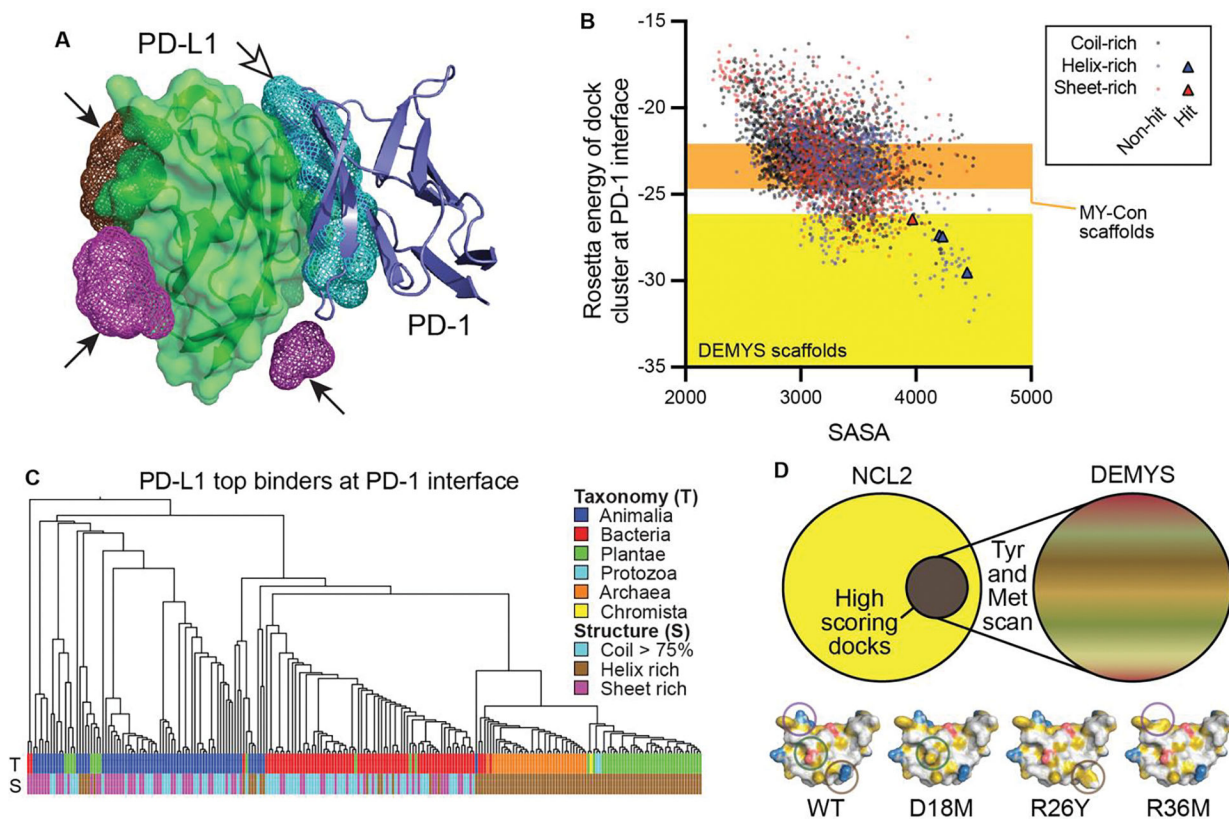 A
PD-L1
PD-1
B
Rosetta energy of dock
cluster at PD-1 interface
-15
-20
-25
-30
-35
2000
3000
4000
5000
SASA
DEMYS scaffolds
MY-Con
scaffolds
Coil-rich
Helix-rich
Sheet-rich
Non-hit
Hit
C
PD-L1 top binders at PD-1 interface
Taxonomy (T)
Animalia
Bacteria
Plantae
Protozoa
Archaea
Chromista
Structure (S)
Coil > 75%
Helix rich
Sheet rich
T
S
D
NCL2
DEMYS
High
scoring
docks
Tyr
and
Met
scan
WT
D18M
R26Y
R36M